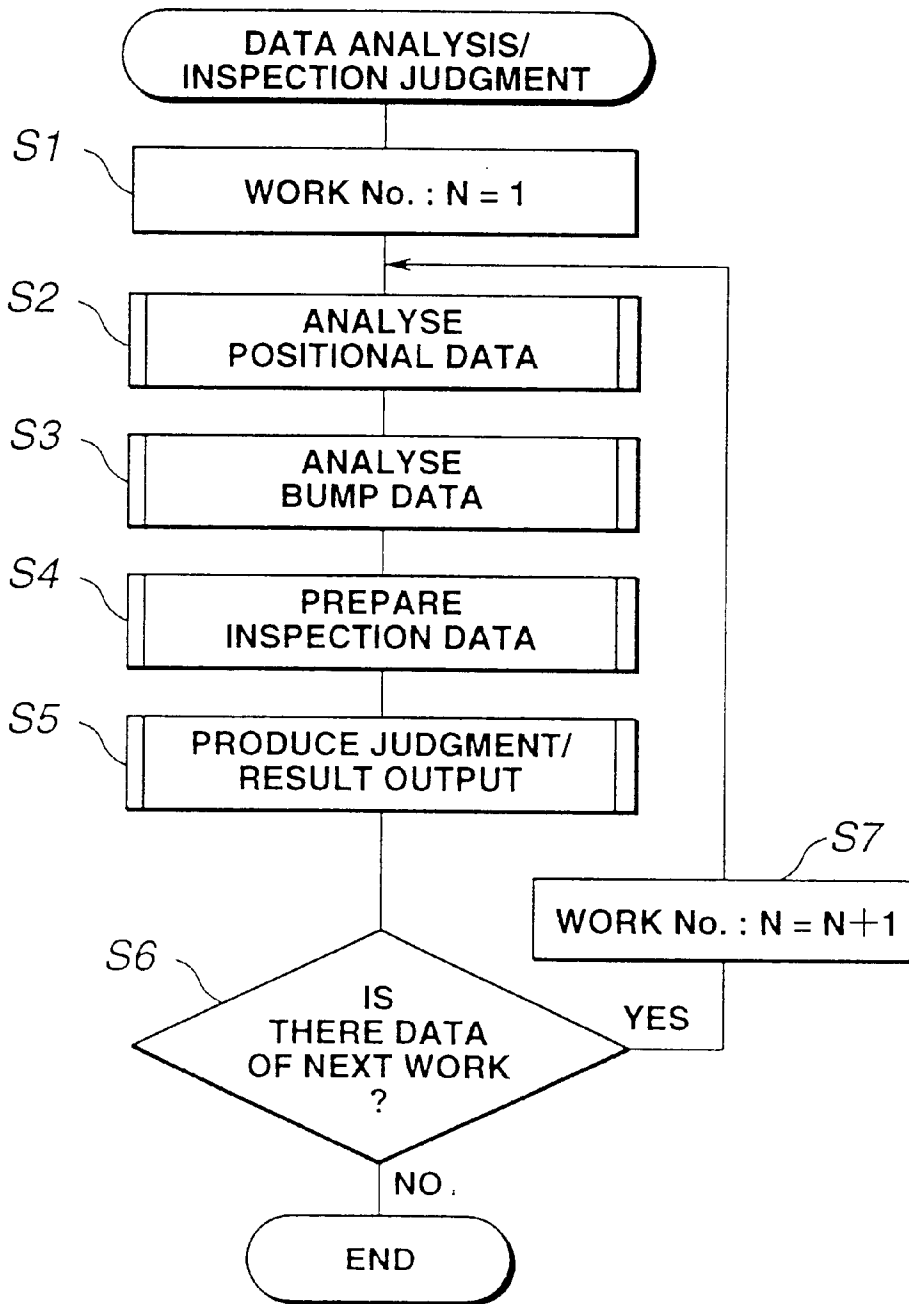 DATA ANALYSIS/
INSPECTION JUDGMENT
S1
WORK No. : N = 1
S2
ANALYSE
POSITIONAL DATA
S3
ANALYSE
BUMP DATA
S4
PREPARE
INSPECTION DATA
S5
PRODUCE JUDGMENT/
RESULT OUTPUT
S7
WORK No. : N = N+1
S6
IS
THERE DATA
OF NEXT WORK
?
YES
NO
END